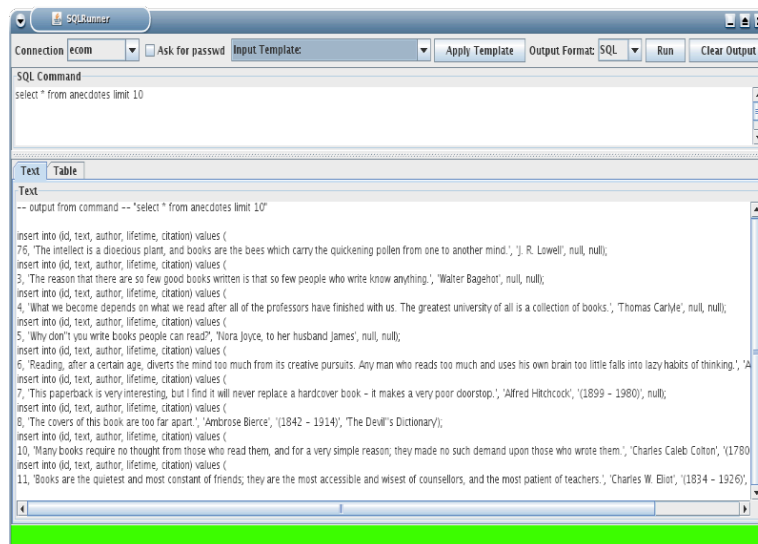 SQLRunner
Connection ecom Ask for passwd Input Template: Apply Template Output Format: SQL Run Clear Output
SQL Command
select * from anecdotes limit 10
Text Table
Text
-- output from command -- "select * from anecdotes limit 10"
insert into (id, text, author, lifetime, citation) values (
76, 'The intellect is a dioecious plant, and books are the bees which carry the quickening pollen from one to another mind.', 'J. R. Lowell', null, null);
insert into (id, text, author, lifetime, citation) values (
3, 'The reason that there are so few good books written is that so few people who write know anything.', 'Walter Bagehot', null, null);
insert into (id, text, author, lifetime, citation) values (
4, 'What we become depends on what we read after all of the professors have finished with us. The greatest university of all is a collection of books.', 'Thomas Carlyle', null, null);
insert into (id, text, author, lifetime, citation) values (
5, 'Why don''t you write books people can read?', 'Nora Joyce, to her husband James', null, null);
insert into (id, text, author, lifetime, citation) values (
6, 'Reading, after a certain age, diverts the mind too much from its creative pursuits. Any man who reads too much and uses his own brain too little falls into lazy habits of thinking.', 'A
insert into (id, text, author, lifetime, citation) values (
7, 'This paperback is very interesting, but I find it will never replace a hardcover book - it makes a very poor doorstop.', 'Alfred Hitchcock', '(1899 - 1980)', null);
insert into (id, text, author, lifetime, citation) values (
8, 'The covers of this book are too far apart.', 'Ambrose Bierce', '(1842 - 1914)', 'The Devil''s Dictionary');
insert into (id, text, author, lifetime, citation) values (
10, 'Many books require no thought from those who read them, and for a very simple reason; they made no such demand upon those who wrote them.', 'Charles Caleb Colton', '(1780
insert into (id, text, author, lifetime, citation) values (
11, 'Books are the quietest and most constant of friends; they are the most accessible and wisest of counsellors, and the most patient of teachers.', 'Charles W. Eliot', '(1834 - 1926)',